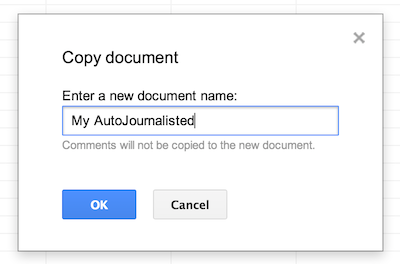 Copy document
Enter a new document name:
My AutoJournalisted
Comments will not be copied to the new document.
OK
Cancel